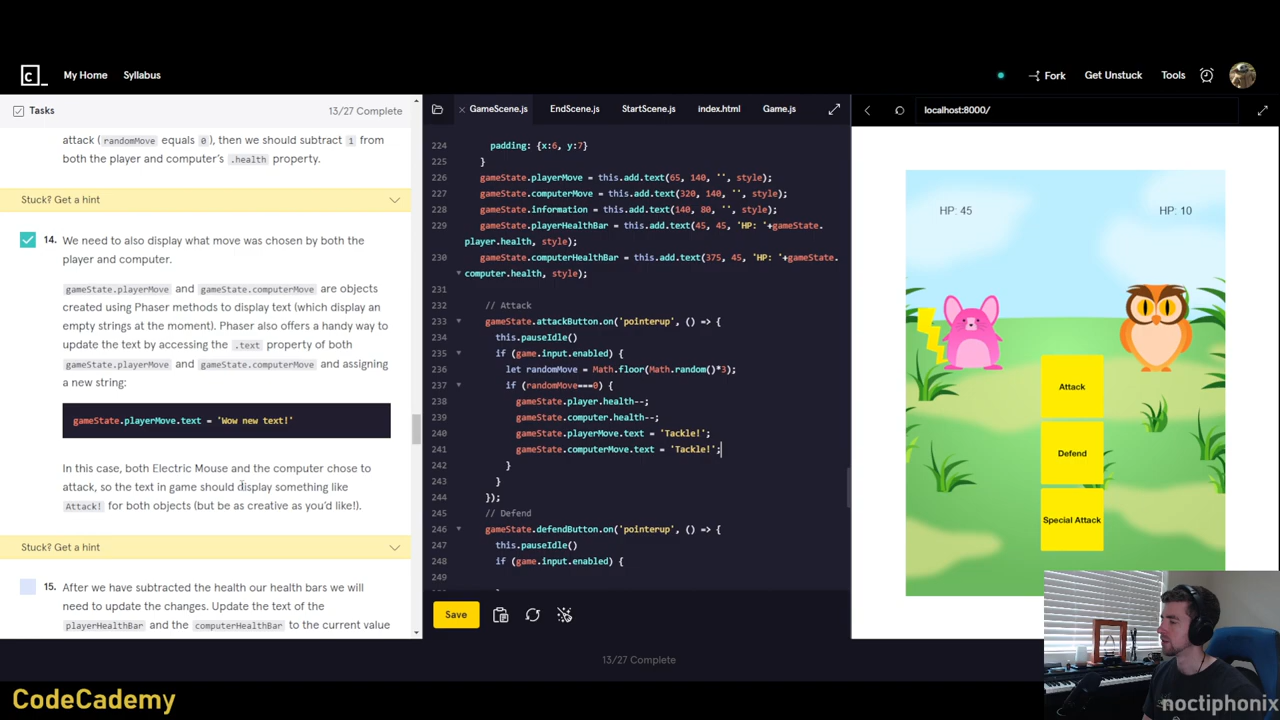 My Home
Syllabus
Fork
Get Unstuck
Tools
Tasks
13/27 Complete
attack (randomMove equals 0), then we should subtract 1 from
both the player and computer's .health property.
Stuck? Get a hint
14. We need to also display what move was chosen by both the
player and computer.
gameState.playerMove and gameState.computerMove are objects
created using Phaser methods to display text (which display an
empty strings at the moment). Phaser also offers a handy way to
update the text by accessing the .text property of both
gameState.playerMove and gameState.computerMove and assigning
a new string:
gameState.playerMove.text = 'Wow new text!'
In this case, both Electric Mouse and the computer chose to
attack, so the text in game should display something like
Attack! for both objects (but be as creative as you'd like!).
Stuck? Get a hint
15. After we have subtracted the health our health bars we will
need to update the changes. Update the text of the
playerHealthBar and the computerHealthBar to the current value
GameScene.js
EndScene.js
StartScene.js
index.html
Game.js
224 padding: {x:6, y:7}
225 }
226 gameState.playerMove = this.add.text(65, 140, '', style);
227 gameState.computerMove = this.add.text(320, 140, '', style);
228 gameState.information = this.add.text(140, 80, '', style);
229 gameState.playerHealthBar = this.add.text(45, 45, 'HP: '+gameState.
player.health, style);
230 gameState.computerHealthBar = this.add.text(375, 45, 'HP: '+gameState.
computer.health, style);
231
232 // Attack
233 gameState.attackButton.on('pointerup', () => {
234 this.pauseIdle()
235 if (game.input.enabled) {
236 let randomMove = Math.floor(Math.random()*3);
237 if (randomMove===0) {
238 gameState.player.health--;
239 gameState.computer.health--;
240 gameState.playerMove.text = 'Tackle!';
241 gameState.computerMove.text = 'Tackle!';
242 }
243 }
244 });
245 // Defend
246 gameState.defendButton.on('pointerup', () => {
247 this.pauseIdle()
248 if (game.input.enabled) {
249
Save
localhost:8000/
HP: 45
HP: 10
Attack
Defend
Special Attack
13/27 Complete
CodeCademy
noctiphonix